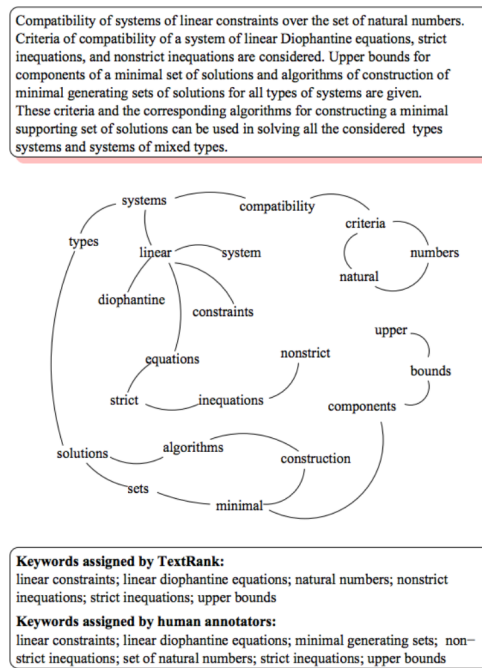 Compatibility of systems of linear constraints over the set of natural numbers.
Criteria of compatibility of a system of linear Diophantine equations, strict
inequations, and nonstrict inequations are considered. Upper bounds for
components of a minimal set of solutions and algorithms of construction of
minimal generating sets of solutions for all types of systems are given.
These criteria and the corresponding algorithms for constructing a minimal
supporting set of solutions can be used in solving all the considered types
systems and systems of mixed types.
systems
compatibility
criteria
types
linear
system
numbers
natural
diophantine
constraints
upper
equations
nonstrict
bounds
strict
inequations
components
solutions
algorithms
construction
sets
minimal
Keywords assigned by TextRank:
linear constraints; linear diophantine equations; natural numbers; nonstrict
inequations; strict inequations; upper bounds
Keywords assigned by human annotators:
linear constraints; linear diophantine equations; minimal generating sets; non−
strict inequations; set of natural numbers; strict inequations; upper bounds